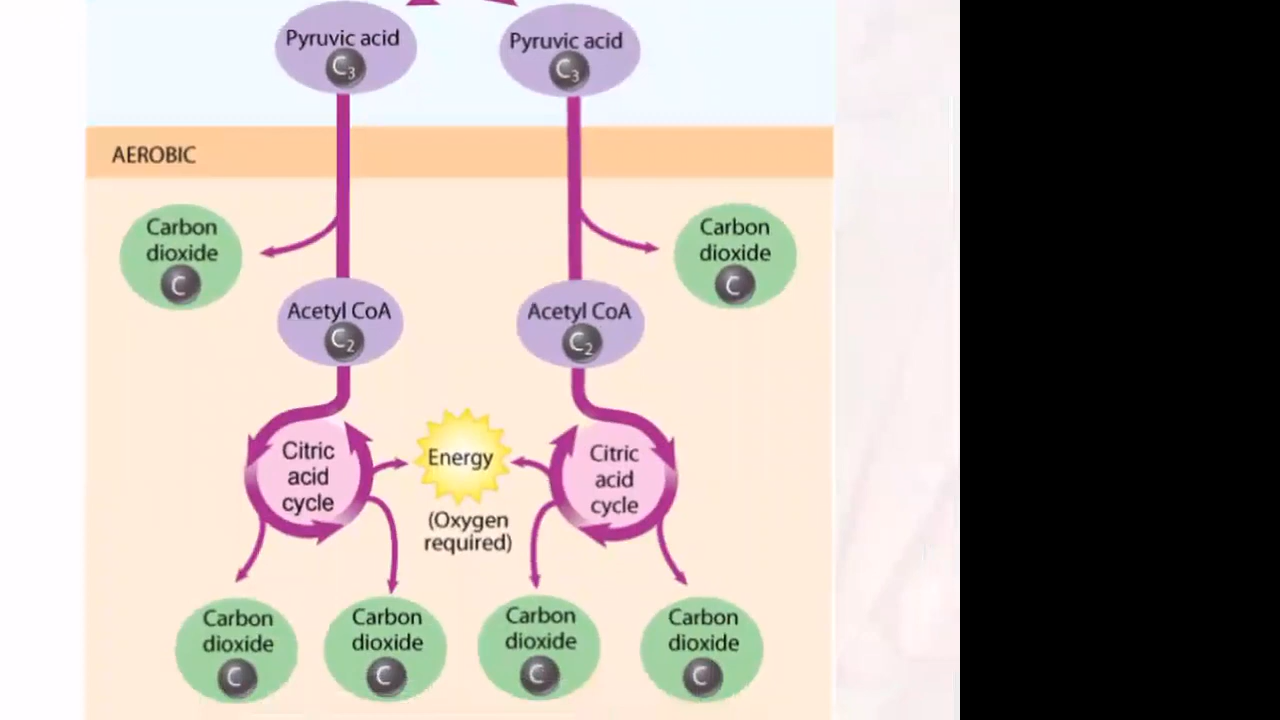 Pyruvic acid
C₃
Pyruvic acid
C₃
AEROBIC
Carbon
dioxide
C
Carbon
dioxide
C
Acetyl CoA
C₂
Acetyl CoA
C₂
Citric
acid
cycle
Energy
(Oxygen
required)
Citric
acid
cycle
Carbon
dioxide
C
Carbon
dioxide
C
Carbon
dioxide
C
Carbon
dioxide
C